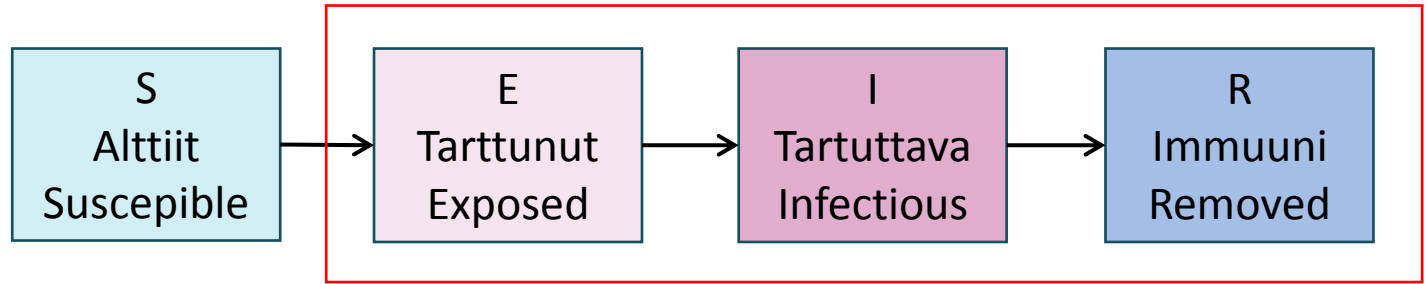 S
Alttiit
Suscepible
E
Tarttunut
Exposed
I
Tartuttava
Infectious
R
Immuuni
Removed